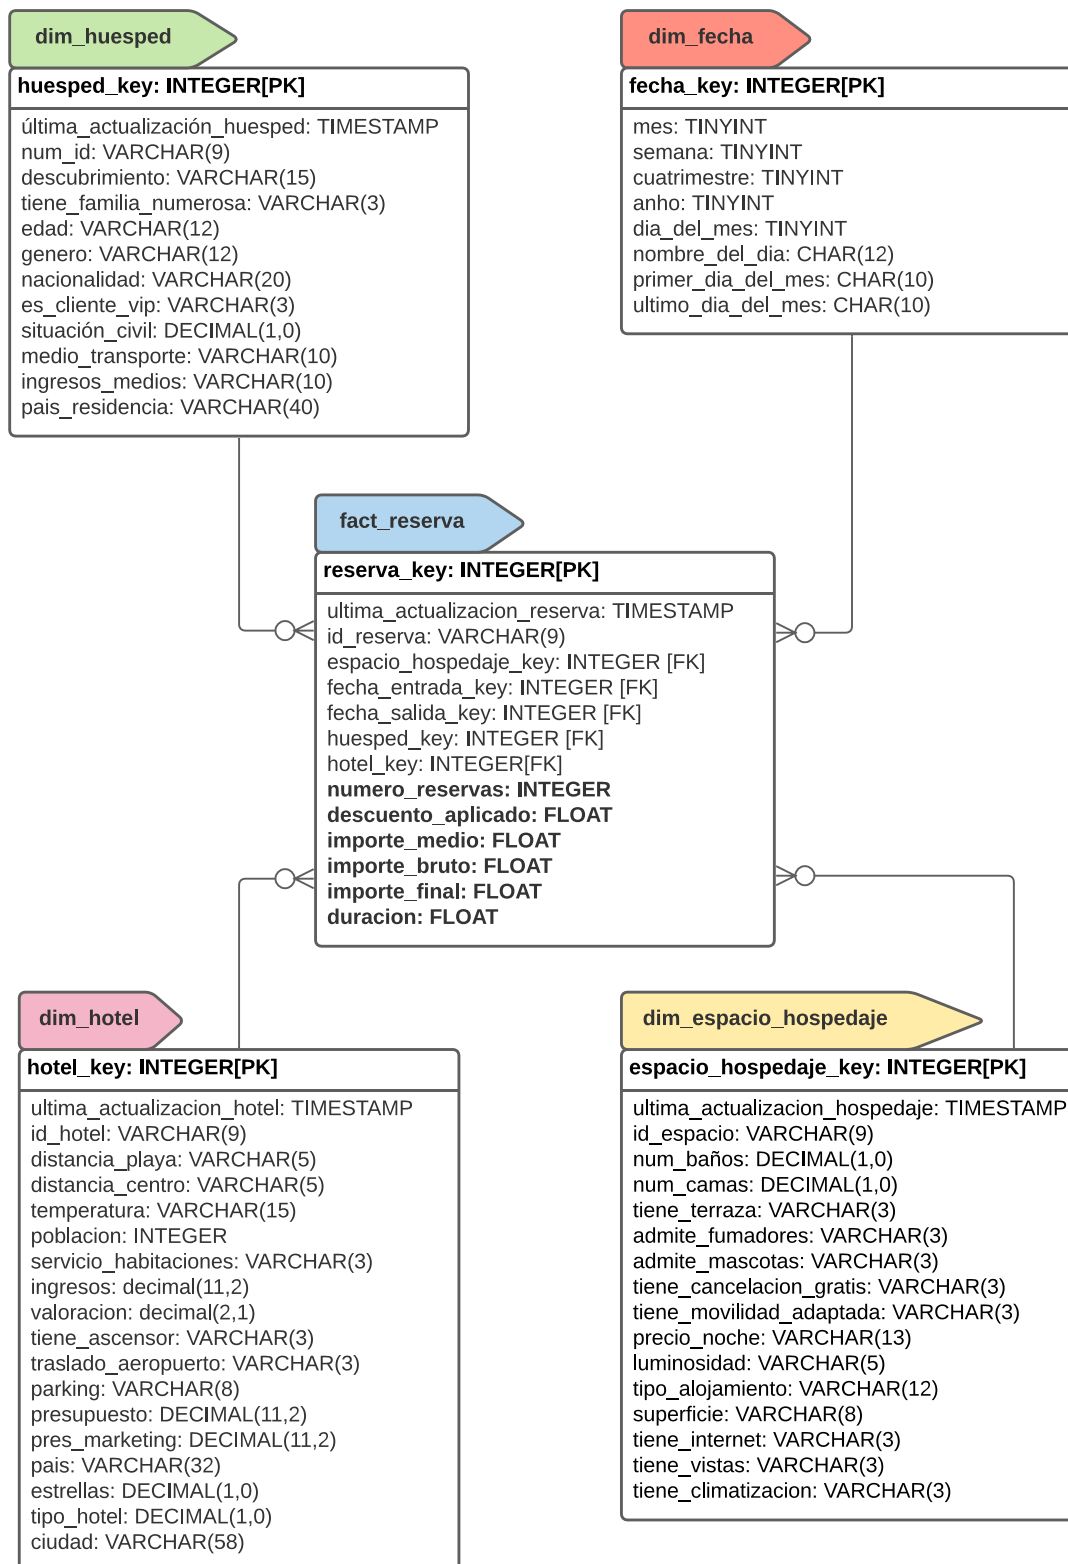 dim_huesped
huesped_key: INTEGER[PK]
última_actualización_huesped: TIMESTAMP
num_id: VARCHAR(9)
descubrimiento: VARCHAR(15)
tiene_familia_numerosa: VARCHAR(3)
edad: VARCHAR(12)
genero: VARCHAR(12)
nacionalidad: VARCHAR(20)
es_cliente_vip: VARCHAR(3)
situación_civil: DECIMAL(1,0)
medio_transporte: VARCHAR(10)
ingresos_medios: VARCHAR(10)
pais_residencia: VARCHAR(40)
dim_fecha
fecha_key: INTEGER[PK]
mes: TINYINT
semana: TINYINT
cuatrimestre: TINYINT
anho: TINYINT
dia_del_mes: TINYINT
nombre_del_dia: CHAR(12)
primer_dia_del_mes: CHAR(10)
ultimo_dia_del_mes: CHAR(10)
fact_reserva
reserva_key: INTEGER[PK]
ultima_actualizacion_reserva: TIMESTAMP
id_reserva: VARCHAR(9)
espacio_hospedaje_key: INTEGER [FK]
fecha_entrada_key: INTEGER [FK]
fecha_salida_key: INTEGER [FK]
huesped_key: INTEGER [FK]
hotel_key: INTEGER[FK]
numero_reservas: INTEGER
descuento_aplicado: FLOAT
importe_medio: FLOAT
importe_bruto: FLOAT
importe_final: FLOAT
duracion: FLOAT
dim_hotel
hotel_key: INTEGER[PK]
ultima_actualizacion_hotel: TIMESTAMP
id_hotel: VARCHAR(9)
distancia_playa: VARCHAR(5)
distancia_centro: VARCHAR(5)
temperatura: VARCHAR(15)
poblacion: INTEGER
servicio_habitaciones: VARCHAR(3)
ingresos: decimal(11,2)
valoracion: decimal(2,1)
tiene_ascensor: VARCHAR(3)
traslado_aeropuerto: VARCHAR(3)
parking: VARCHAR(8)
presupuesto: DECIMAL(11,2)
pres_marketing: DECIMAL(11,2)
pais: VARCHAR(32)
estrellas: DECIMAL(1,0)
tipo_hotel: DECIMAL(1,0)
ciudad: VARCHAR(58)
dim_espacio_hospedaje
espacio_hospedaje_key: INTEGER[PK]
ultima_actualizacion_hospedaje: TIMESTAMP
id_espacio: VARCHAR(9)
num_baños: DECIMAL(1,0)
num_camas: DECIMAL(1,0)
tiene_terraza: VARCHAR(3)
admite_fumadores: VARCHAR(3)
admite_mascotas: VARCHAR(3)
tiene_cancelacion_gratis: VARCHAR(3)
tiene_movilidad_adaptada: VARCHAR(3)
precio_noche: VARCHAR(13)
luminosidad: VARCHAR(5)
tipo_alojamiento: VARCHAR(12)
superficie: VARCHAR(8)
tiene_internet: VARCHAR(3)
tiene_vistas: VARCHAR(3)
tiene_climatizacion: VARCHAR(3)